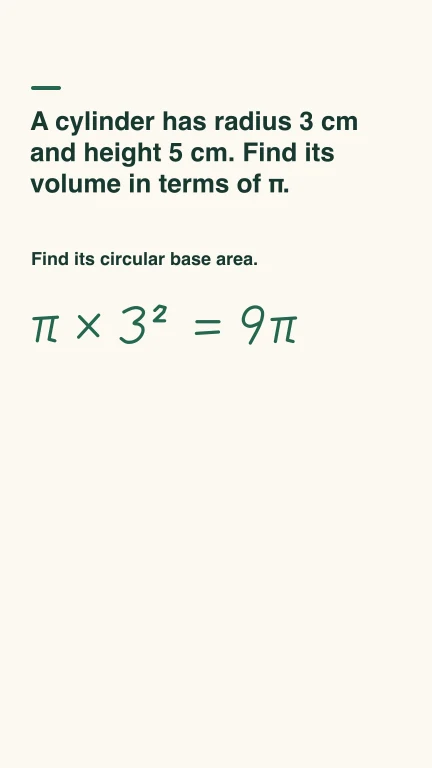 A cylinder has radius 3 cm
and height 5 cm. Find its
volume in terms of π.
Find its circular base area.
π × 3² = 9π